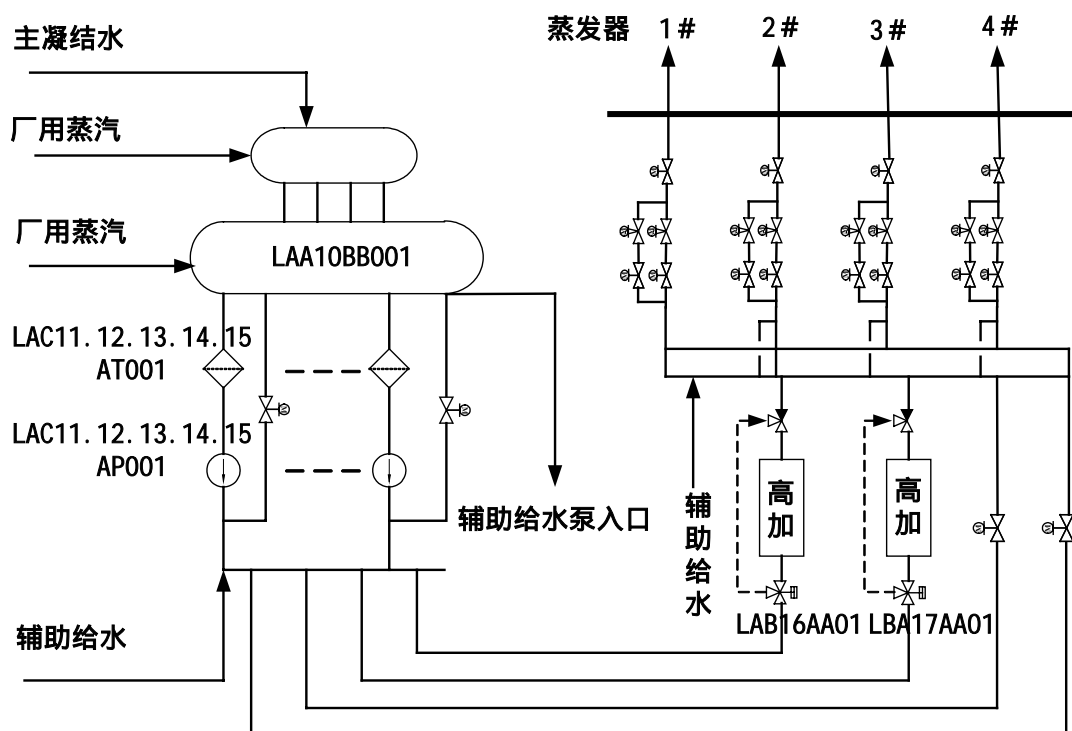 主凝结水
蒸发器 1# 2# 3# 4#
厂用蒸汽
厂用蒸汽
LAA10BB001
LAC11.12.13.14.15
AT001
LAC11.12.13.14.15
AP001
辅助给水泵入口
辅助给水
高加
高加
LAB16AA01 LBA17AA01
辅助给水